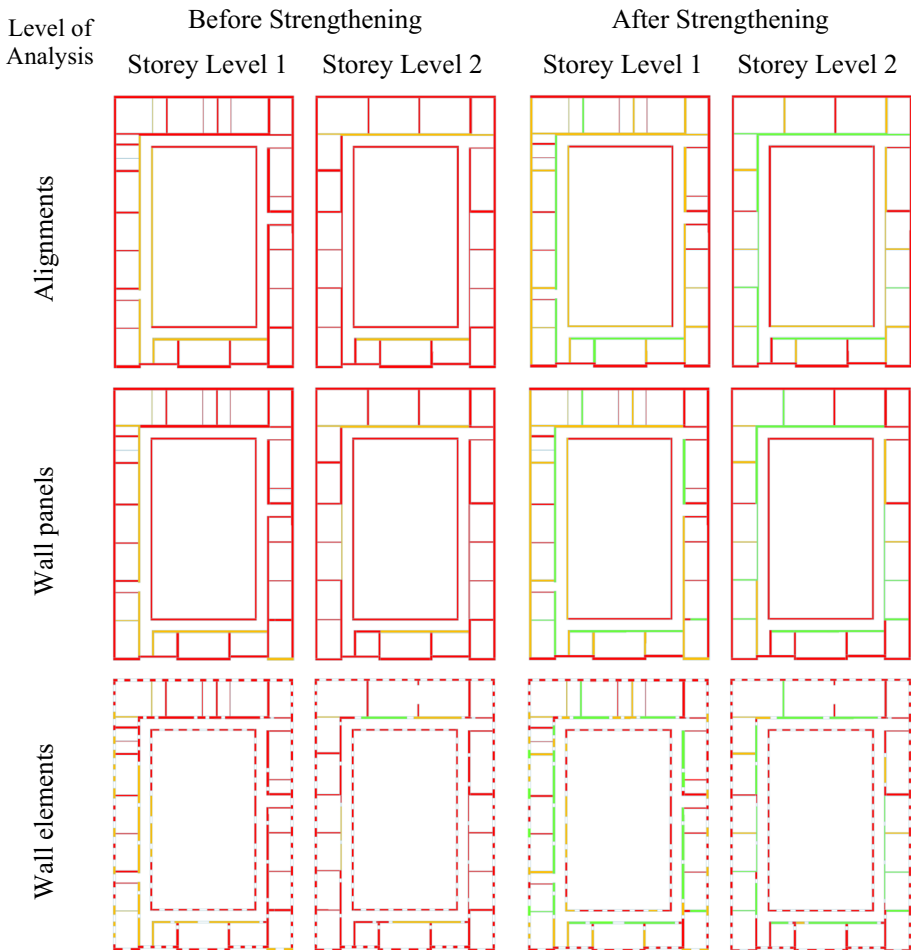 Level of
Analysis
Before Strengthening
After Strengthening
Storey Level 1
Storey Level 2
Storey Level 1
Storey Level 2
Alignments
Wall panels
Wall elements